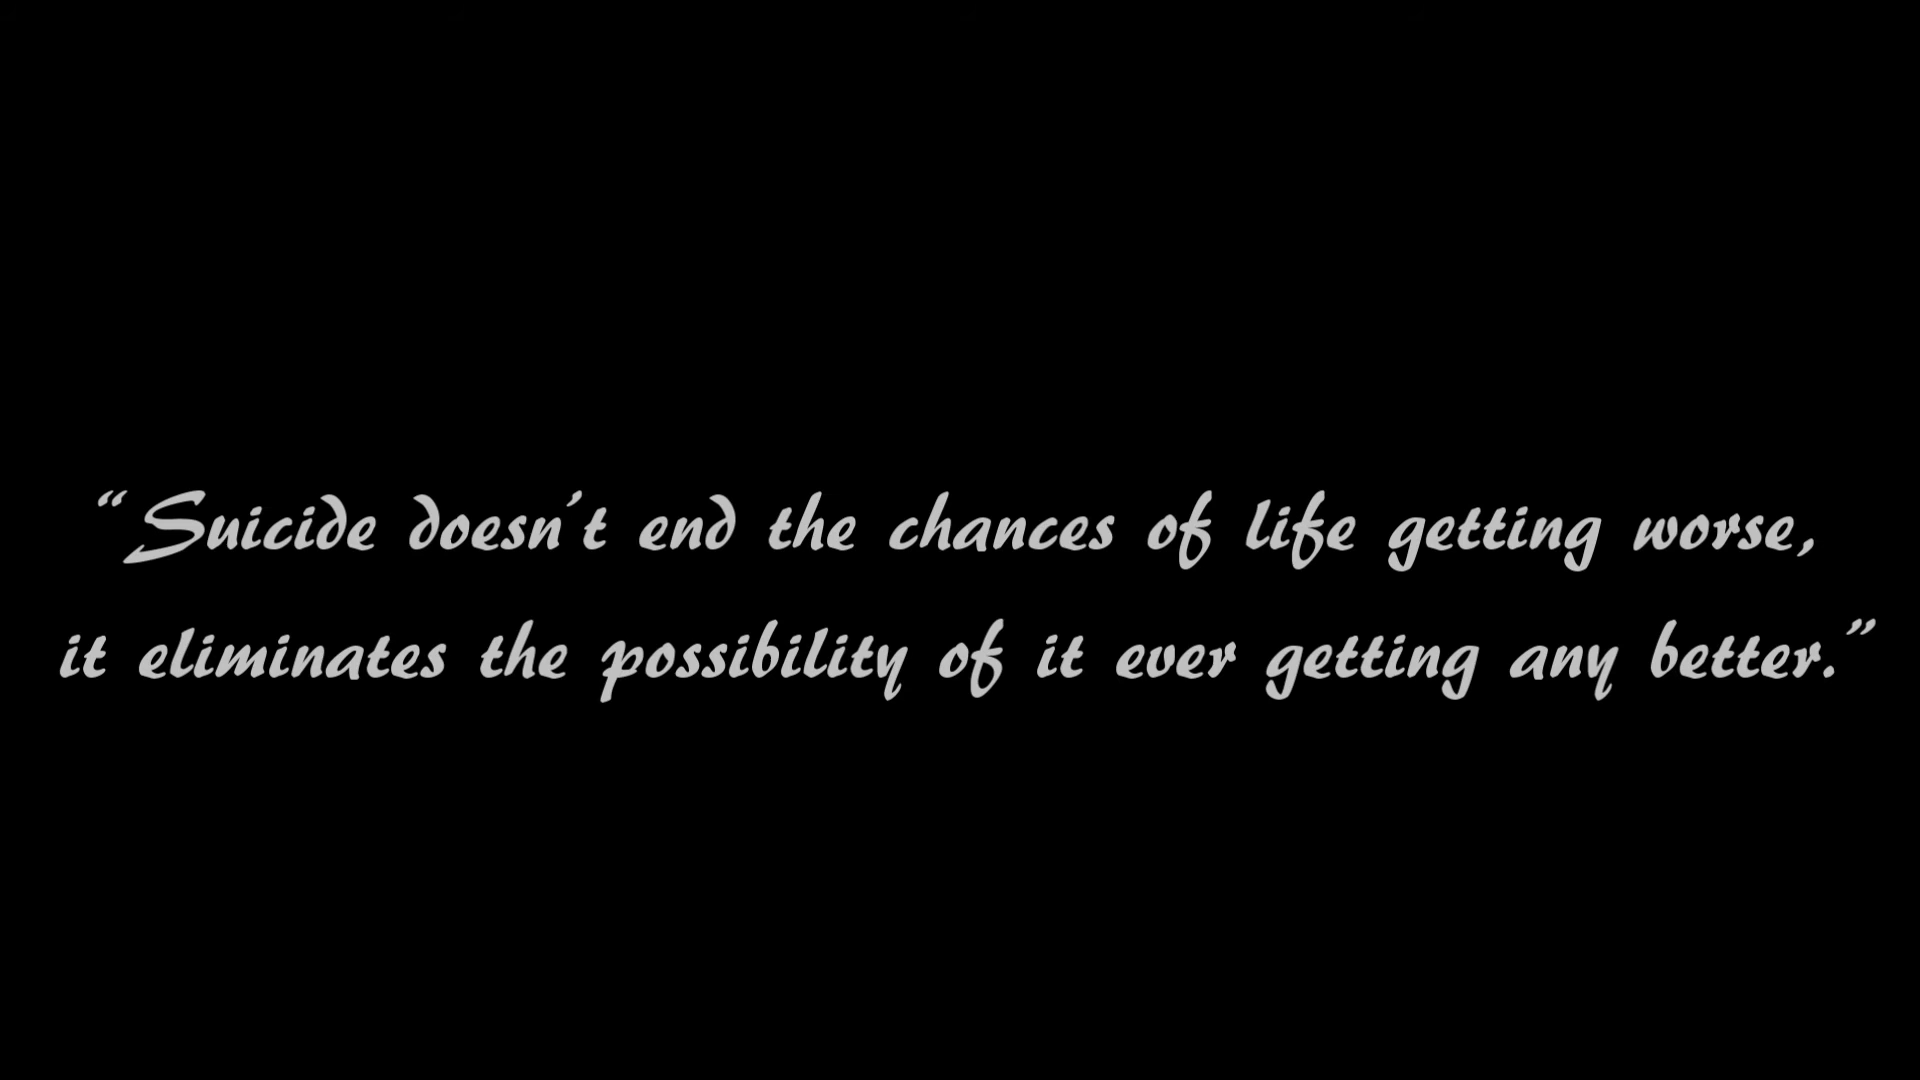 “Suicide doesn’t end the chances of life getting worse,
it eliminates the possibility of it ever getting any better.”